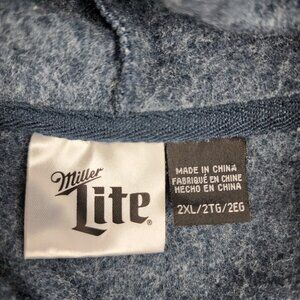 Miller
Lite®
MADE IN CHINA
FABRIQUÉ EN CHINE
HECHO EN CHINA
2XL/2TG/2EG